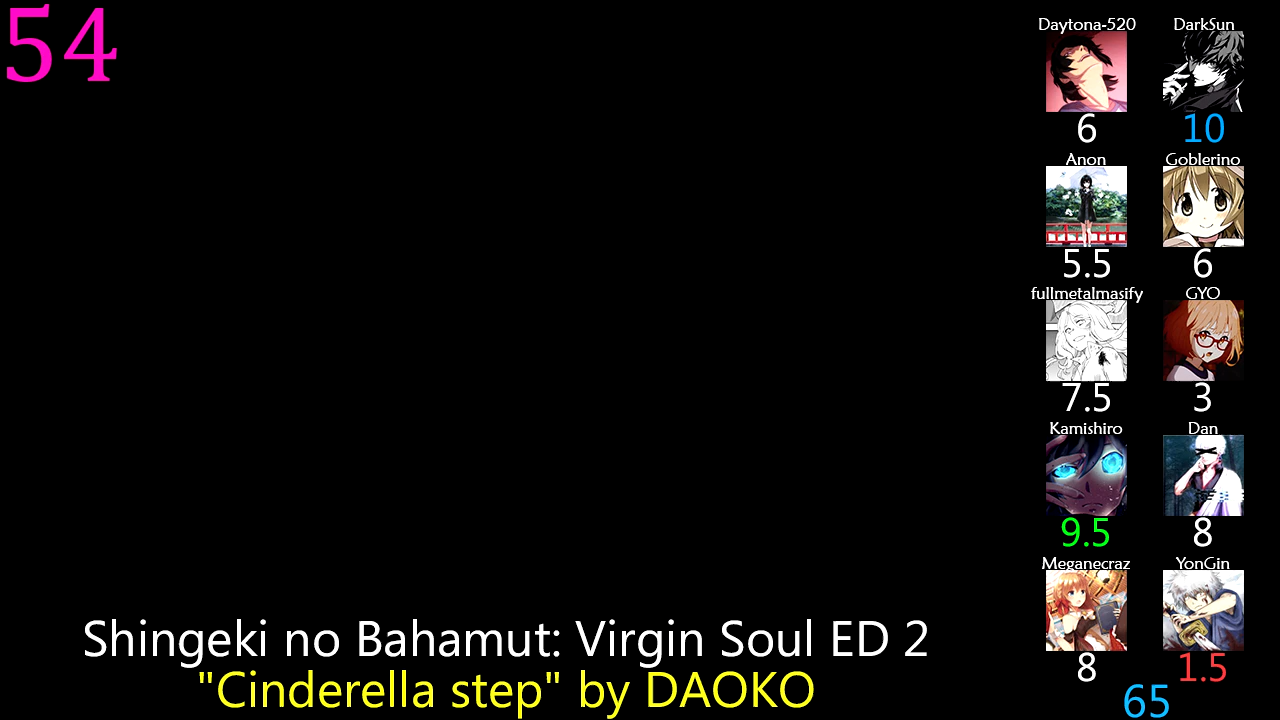 54
Daytona-520 DarkSun
6 10
Anon Goblerino
5.5 6
fullmetalmasify GYO
7.5 3
Kamishiro Dan
9.5 8
Meganecraz YonGin
8 1.5
65
Shingeki no Bahamut: Virgin Soul ED 2
"Cinderella step" by DAOKO